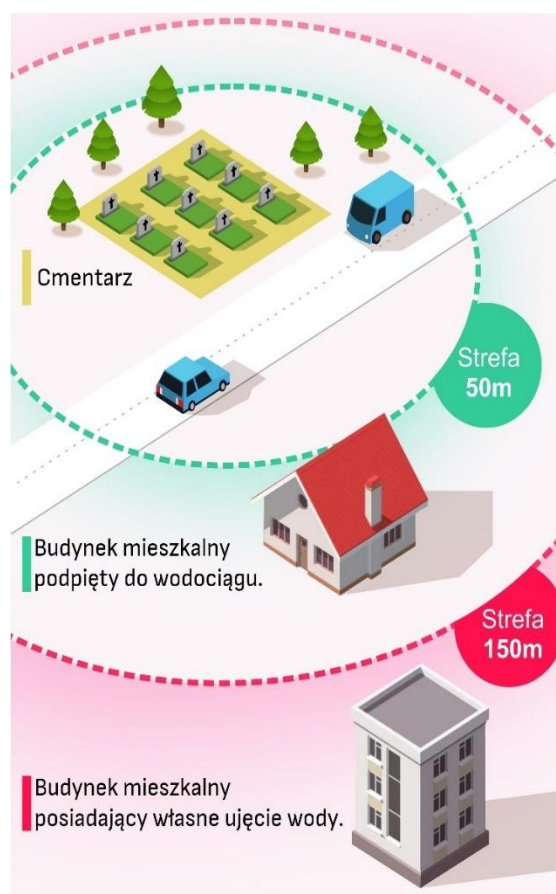 Cmentarz
Strefa
50m
Budynek mieszkalny
podpięty do wodociągu.
Strefa
150m
Budynek mieszkalny
posiadający własne ujęcie wody.